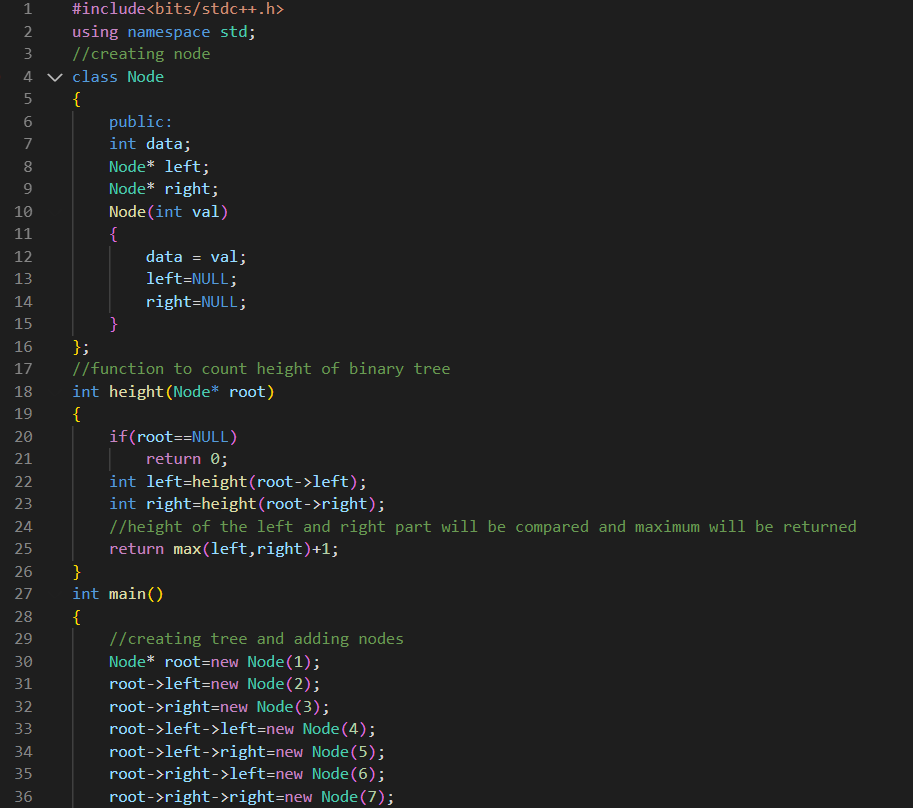 1 #include<bits/stdc++.h>
2 using namespace std;
3 //creating node
4 class Node
5 {
6 public:
7 int data;
8 Node* left;
9 Node* right;
10 Node(int val)
11 {
12 data = val;
13 left=NULL;
14 right=NULL;
15 }
16 };
17 //function to count height of binary tree
18 int height(Node* root)
19 {
20 if(root==NULL)
21 return 0;
22 int left=height(root->left);
23 int right=height(root->right);
24 //height of the left and right part will be compared and maximum will be returned
25 return max(left,right)+1;
26 }
27 int main()
28 {
29 //creating tree and adding nodes
30 Node* root=new Node(1);
31 root->left=new Node(2);
32 root->right=new Node(3);
33 root->left->left=new Node(4);
34 root->left->right=new Node(5);
35 root->right->left=new Node(6);
36 root->right->right=new Node(7);